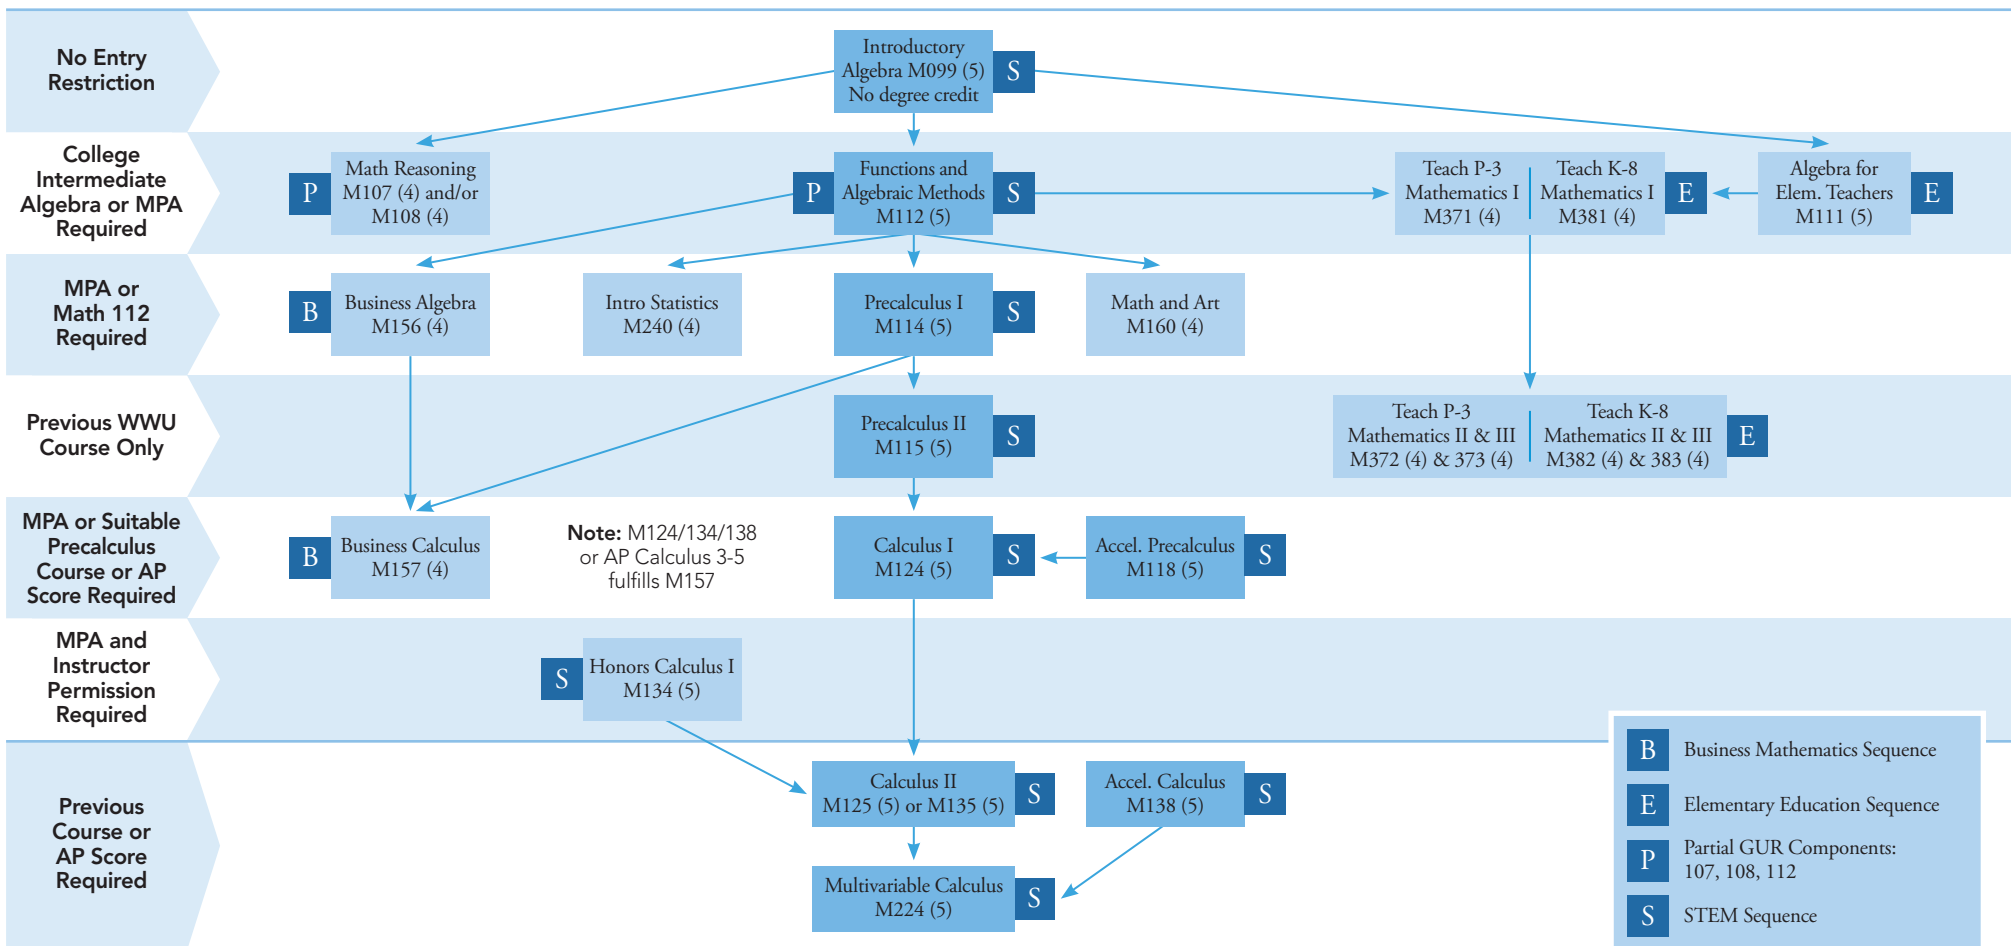 No Entry
Restriction
Introductory
Algebra M099 (5)
No degree credit
S
College
Intermediate
Algebra or MPA
Required
P
Math Reasoning
M107 (4) and/or
M108 (4)
P
Functions and
Algebraic Methods
M112 (5)
S
Teach P-3
Mathematics I
M371 (4)
Teach K-8
Mathematics I
M381 (4)
E
Algebra for
Elem. Teachers
M111 (5)
E
MPA or
Math 112
Required
B
Business Algebra
M156 (4)
Intro Statistics
M240 (4)
Precalculus I
M114 (5)
S
Math and Art
M160 (4)
Previous WWU
Course Only
Precalculus II
M115 (5)
S
Teach P-3
Mathematics II & III
M372 (4) & 373 (4)
Teach K-8
Mathematics II & III
M382 (4) & 383 (4)
E
MPA or Suitable
Precalculus
Course or AP
Score Required
B
Business Calculus
M157 (4)
Note: M124/134/138
or AP Calculus 3-5
fulfills M157
Calculus I
M124 (5)
S
Accel. Precalculus
M118 (5)
S
MPA and
Instructor
Permission
Required
S
Honors Calculus I
M134 (5)
Previous
Course or
AP Score
Required
Calculus II
M125 (5) or M135 (5)
S
Accel. Calculus
M138 (5)
S
Multivariable Calculus
M224 (5)
S
B Business Mathematics Sequence
E Elementary Education Sequence
P Partial GUR Components:
107, 108, 112
S STEM Sequence